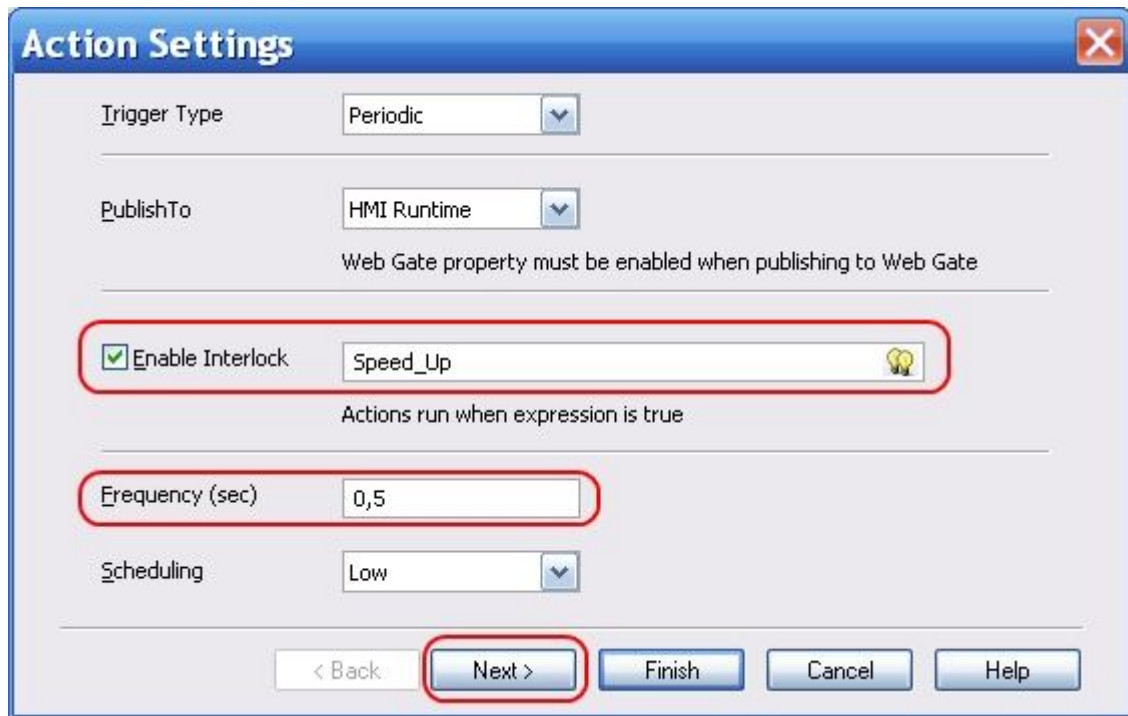 Action Settings
Trigger Type Periodic
PublishTo HMI Runtime
Web Gate property must be enabled when publishing to Web Gate
Enable Interlock Speed_Up
Actions run when expression is true
Frequency (sec) 0,5
Scheduling Low
< Back Next > Finish Cancel Help